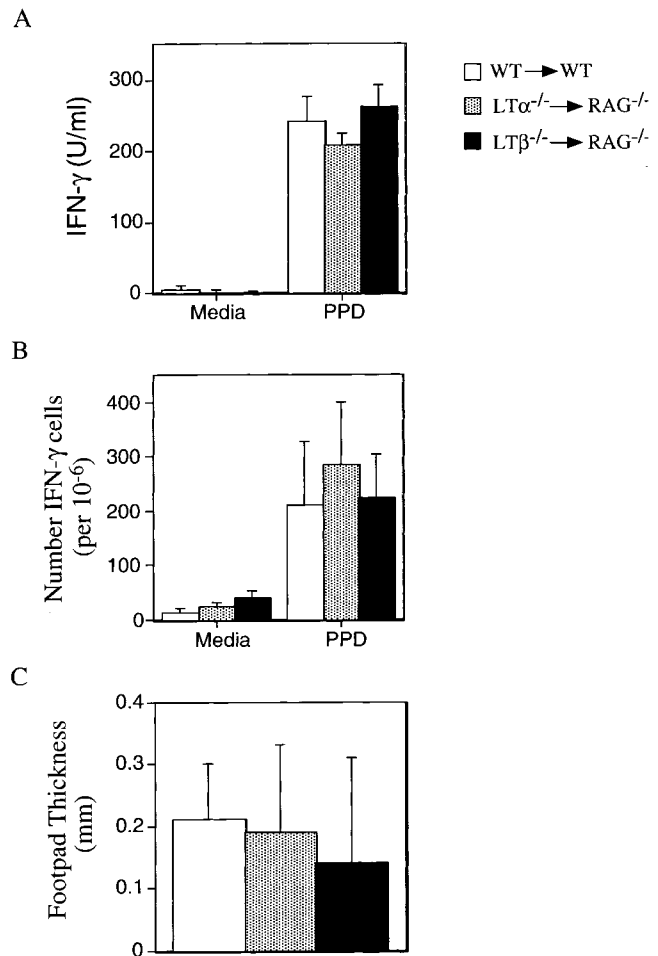 A
IFN-γ (U/ml)
300
200
100
0
Media
PPD
WT→WT
LTα-/-→RAG-/-
LTβ-/-→RAG-/-
B
Number IFN-γ cells
(per 10-6)
400
300
200
100
0
Media
PPD
C
Footpad Thickness
(mm)
0.4
0.3
0.2
0.1
0